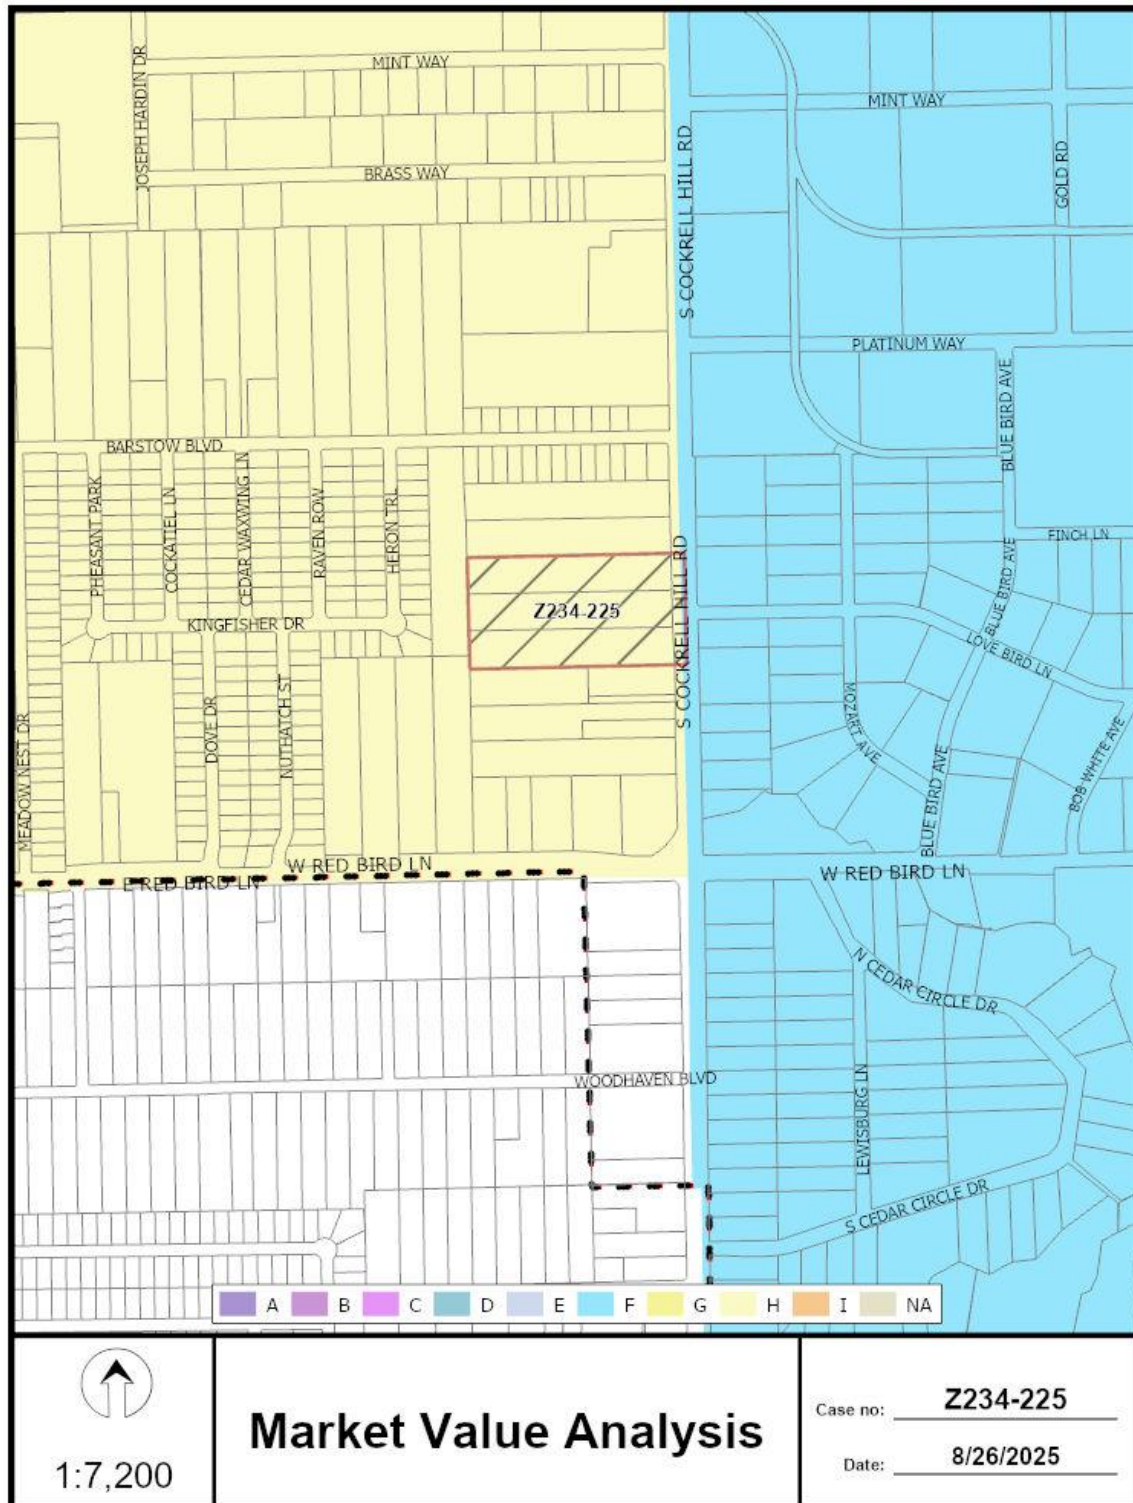 JOSEPH HARDIN DR
MINT WAY
MINT WAY
S COCKRELL HILL RD
GOLD RD
BRASS WAY
PLATINUM WAY
BLUE BIRD AVE
BARSTOW BLVD
PHEASANT PARK
COCKATIEL LN
CEDAR WAXWING LN
RAVEN ROW
HERON TRL
FINCH LN
S COCKRELL HILL RD
BLUE BIRD AVE
Z234-225
KINGFISHER DR
LOVE BIRD LN
MEADOW NEST DR
DOVE DR
NUTHATCH ST
MOZART AVE
BLUE BIRD AVE
BOB WHITE AVE
W RED BIRD LN
E RED BIRD LN
W RED BIRD LN
N CEDAR CIRCLE DR
WOODHAVEN BLVD
LEWISBURG LN
S CEDAR CIRCLE DR
A B C D E F G H I NA
1:7,200
Market Value Analysis
Case no: Z234-225
Date: 8/26/2025